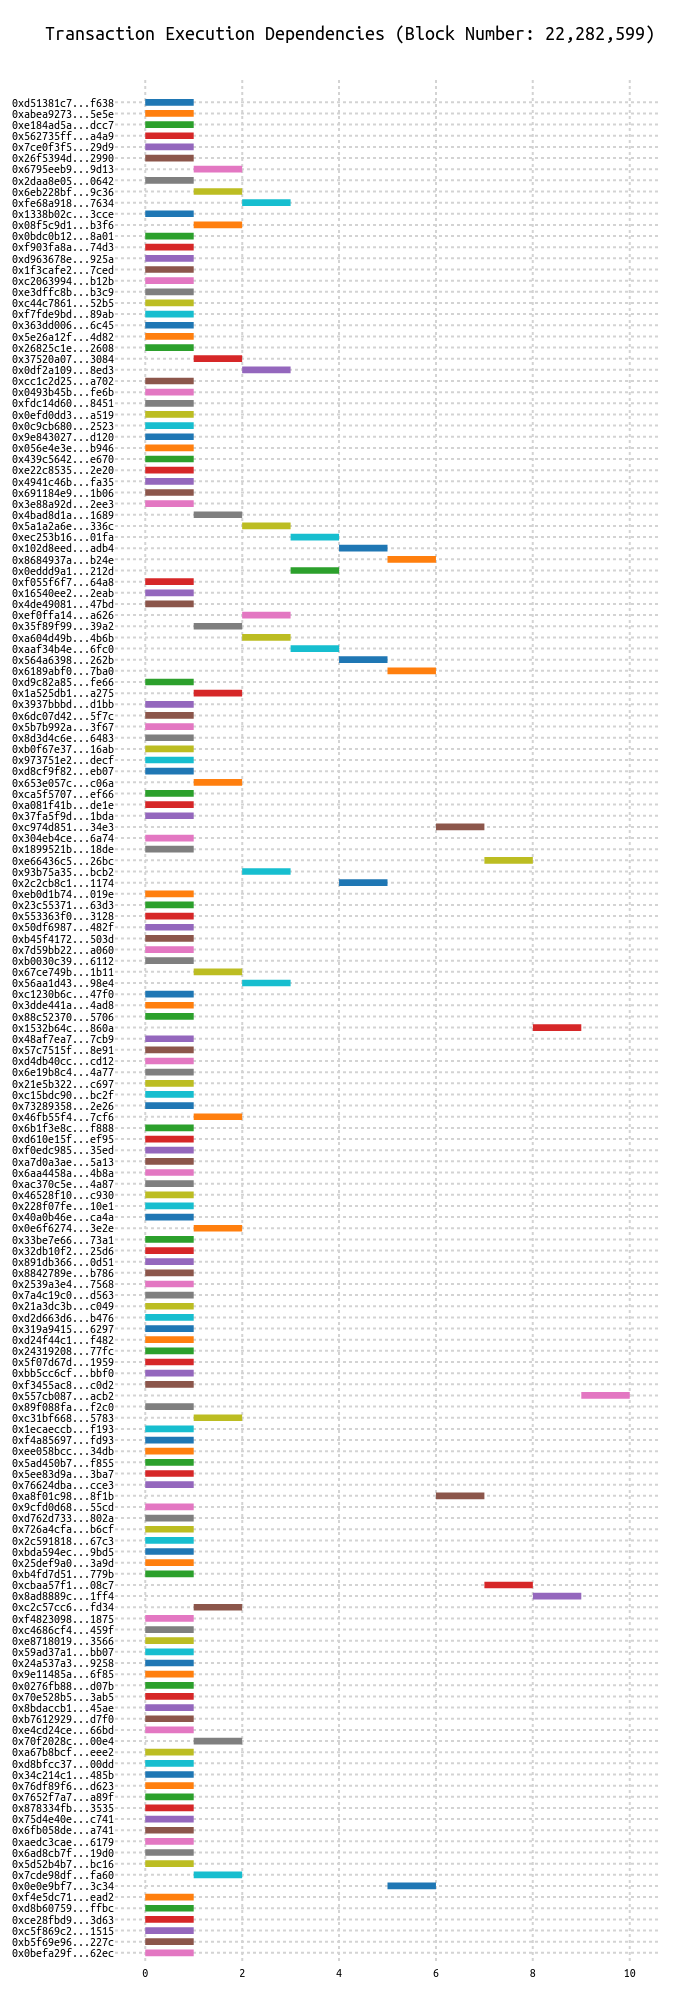 Transaction Execution Dependencies (Block Number: 22,282,599)
0xd51381c7...f638
0xabea9273...5e5e
0xe184ad5a...dcc7
0x562735ff...a4a9
0x7ce0f3f5...29d9
0x26f5394d...2990
0x6795eeb9...9d13
0x2daa8e05...0642
0x6eb228bf...9c36
0xfe68a918...7634
0x1338b02c...3cce
0x08f5c9d1...b3f6
0x0bdc0b12...8a01
0xf903fa8a...74d3
0xd963678e...925a
0x1f3cafe2...7ced
0xc2063994...b12b
0xe3dffc8b...b3c9
0xc44c7861...52b5
0xf7fde9bd...89ab
0x363dd006...6c45
0x5e26a12f...4d82
0x26825c1e...2608
0x37520a07...3084
0x0df2a109...8ed3
0xcc1c2d25...a702
0x0493b45b...fe6b
0xfdc14d60...8451
0x0efd0dd3...a519
0x0c9cb680...2523
0x9e843027...d120
0x056e4e3e...b946
0x439c5642...e670
0xe22c8535...2e20
0x4941c46b...fa35
0x691184e9...1b06
0x3e88a92d...2ee3
0x4bad8d1a...1689
0x5a1a2a6e...336c
0xec253b16...01fa
0x102d8eed...adb4
0x8684937a...b24e
0x0eddd9a1...212d
0xf055f6f7...64a8
0x16540ee2...2eab
0x4de49081...47bd
0xef0ffa14...a626
0x35f89f99...39a2
0xa604d49b...4b6b
0xaaf34b4e...6fc0
0x564a6398...262b
0x6189abf0...7ba0
0xd9c82a85...fe66
0x1a525db1...a275
0x3937bbbd...d1bb
0x6dc07d42...5f7c
0x5b7b992a...3f67
0x8d3d4c6e...6483
0xb0f67e37...16ab
0x973751e2...decf
0xd8cf9f82...eb07
0x653e057c...c06a
0xca5f5707...ef66
0xa081f41b...de1e
0x37fa5f9d...1bda
0xc974d851...34e3
0x304eb4ce...6a74
0x1899521b...18de
0xe66436c5...26bc
0x93b75a35...bcb2
0x2c2cb8c1...1174
0xeb0d1b74...019e
0x23c55371...63d3
0x553363f0...3128
0x50df6987...482f
0xb45f4172...503d
0x7d59bb22...a060
0xb0030c39...6112
0x67ce749b...1b11
0x56aa1d43...98e4
0xc1230b6c...47f0
0x3dde441a...4ad8
0x88c52370...5706
0x1532b64c...860a
0x48af7ea7...7cb9
0x57c7515f...8e91
0xd4db40cc...cd12
0x6e19b8c4...4a77
0x21e5b322...c697
0xc15bdc90...bc2f
0x73289358...2e26
0x46fb55f4...7cf6
0x6b1f3e8c...f888
0xd610e15f...ef95
0xf0edc985...35ed
0xa7d0a3ae...5a13
0x6aa4458a...4b8a
0xac370c5e...4a87
0x46528f10...c930
0x228f07fe...10e1
0x40a0b46e...ca4a
0x0e6f6274...3e2e
0x33be7e66...73a1
0x32db10f2...25d6
0x891db366...0d51
0x8842789e...b786
0x2539a3e4...7568
0x7a4c19c0...d563
0x21a3dc3b...c049
0xd2d663d6...b476
0x319a9415...6297
0xd24f44c1...f482
0x24319208...77fc
0x5f07d67d...1959
0xbb5cc6cf...bbf0
0xf3455ac8...c0d2
0x557cb087...acb2
0x89f088fa...f2c0
0xc31bf668...5783
0x1ecaeccb...f193
0xf4a85697...fd93
0xee058bcc...34db
0x5ad450b7...f855
0x5ee83d9a...3ba7
0x76624dba...cce3
0xa8f01c98...8f1b
0x9cfd0d68...55cd
0xd762d733...802a
0x726a4cfa...b6cf
0x2c591818...67c3
0xbda594ec...9bd5
0x25def9a0...3a9d
0xb4fd7d51...779b
0xcbaa57f1...08c7
0x8ad8889c...1ff4
0xc2c57cc6...fd34
0xf4823098...1875
0xc4686cf4...459f
0xe8718019...3566
0x59ad37a1...bb07
0x24a537a3...9258
0x9e11485a...6f85
0x0276fb88...d07b
0x70e528b5...3ab5
0x8bdaccb1...45ae
0xb7612929...d7f0
0xe4cd24ce...66bd
0x70f2028c...00e4
0xa67b8bcf...eee2
0xd8bfcc37...00dd
0x34c214c1...485b
0x76df89f6...d623
0x7652f7a7...a89f
0x878334fb...3535
0x75d4e40e...c741
0x6fb058de...a741
0xaedc3cae...6179
0x6ad8cb7f...19d0
0x5d52b4b7...bc16
0x7cde98df...fa60
0x0e0e9bf7...3c34
0xf4e5dc71...ead2
0xd8b60759...ffbc
0xce28fbd9...3d63
0xc5f869c2...1515
0xb5f69e96...227c
0x0befa29f...62ec
0 2 4 6 8 10